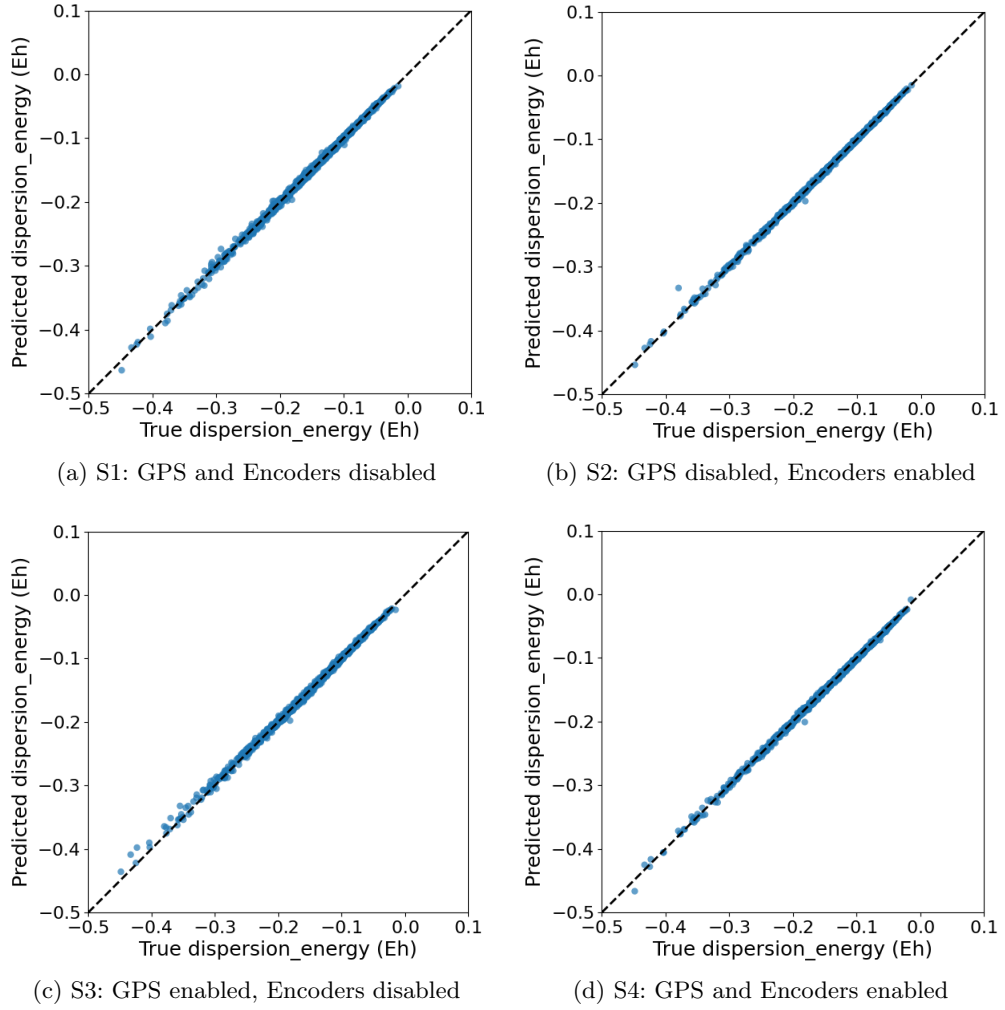 0.1
0.0
−0.1
−0.2
−0.3
−0.4
−0.5
Predicted dispersion_energy (Eh)
−0.5 −0.4 −0.3 −0.2 −0.1 0.0 0.1
True dispersion_energy (Eh)
(a) S1: GPS and Encoders disabled
0.1
0.0
−0.1
−0.2
−0.3
−0.4
−0.5
Predicted dispersion_energy (Eh)
−0.5 −0.4 −0.3 −0.2 −0.1 0.0 0.1
True dispersion_energy (Eh)
(b) S2: GPS disabled, Encoders enabled
0.1
0.0
−0.1
−0.2
−0.3
−0.4
−0.5
Predicted dispersion_energy (Eh)
−0.5 −0.4 −0.3 −0.2 −0.1 0.0 0.1
True dispersion_energy (Eh)
(c) S3: GPS enabled, Encoders disabled
0.1
0.0
−0.1
−0.2
−0.3
−0.4
−0.5
Predicted dispersion_energy (Eh)
−0.5 −0.4 −0.3 −0.2 −0.1 0.0 0.1
True dispersion_energy (Eh)
(d) S4: GPS and Encoders enabled